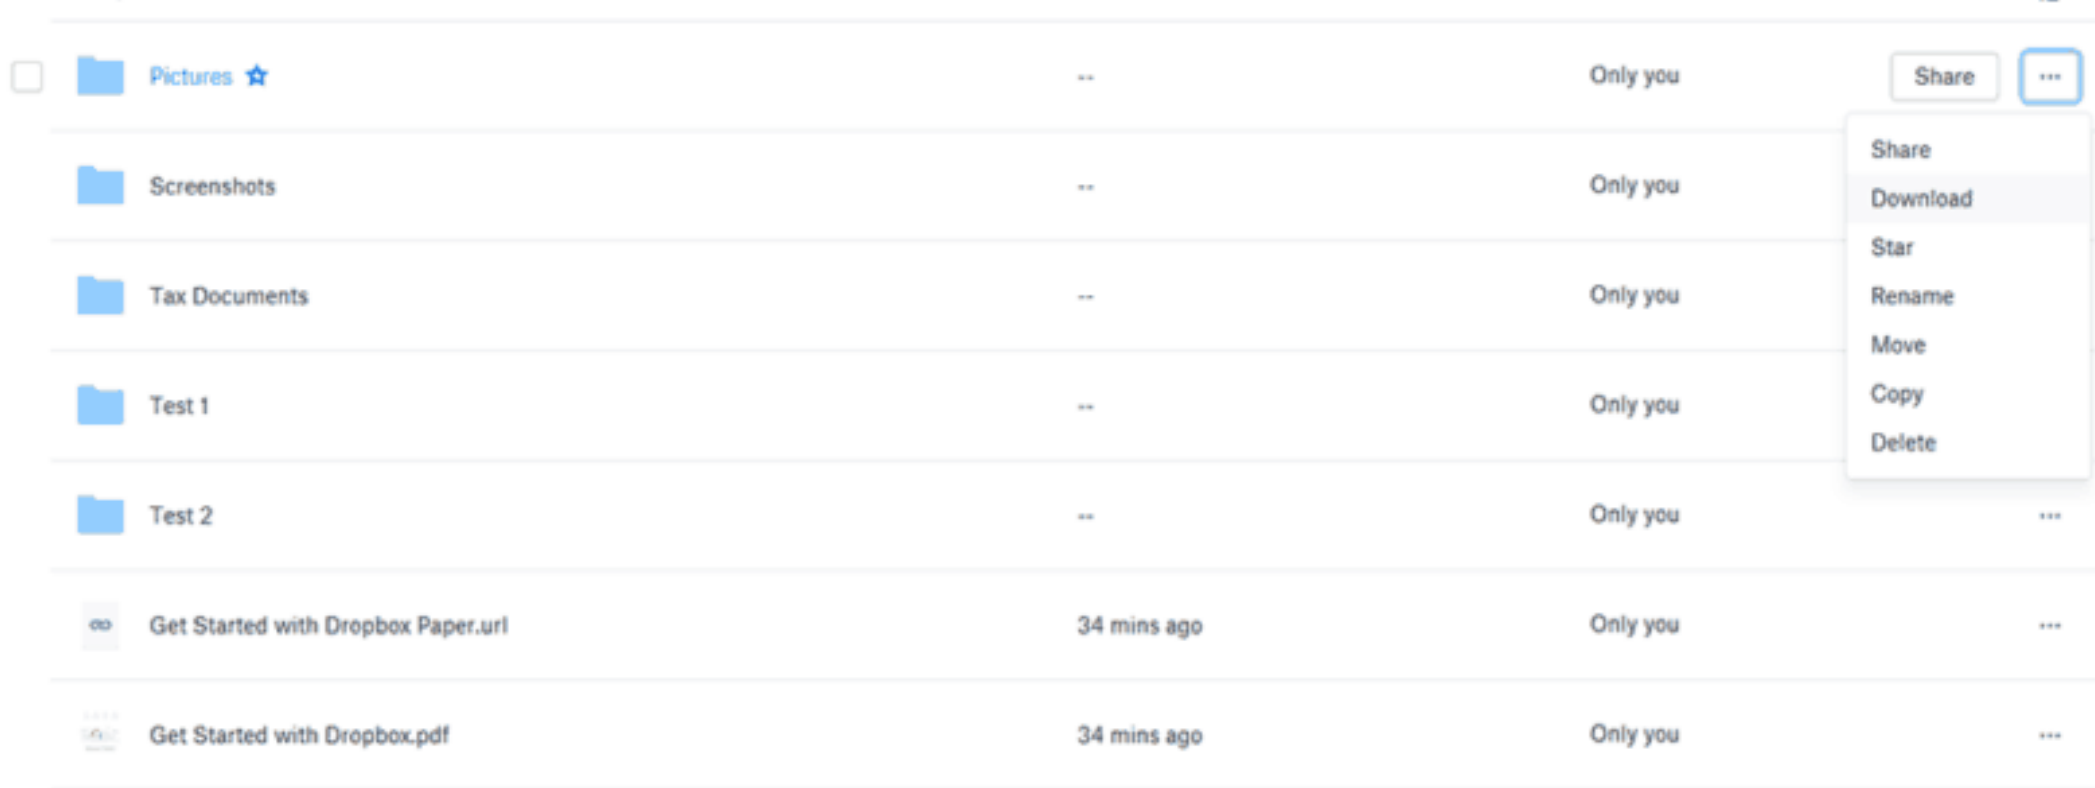 Pictures -- Only you Share ...
Share
Screenshots -- Only you
Download
Star
Tax Documents -- Only you
Rename
Move
Test 1 -- Only you
Copy
Delete
Test 2 -- Only you ...
Get Started with Dropbox Paper.url 34 mins ago Only you ...
Get Started with Dropbox.pdf 34 mins ago Only you ...